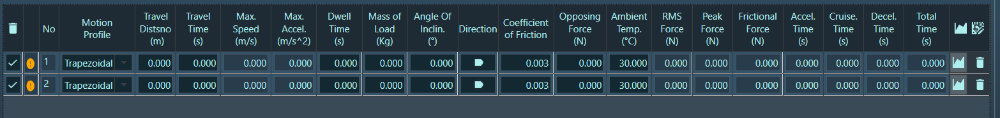 No Motion Profile Travel Distsnce (m) Travel Time (s) Max. Speed (m/s) Max. Accel. (m/s^2) Dwell Time (s) Mass of Load (Kg) Angle Of Inclin. (°) Direction Coefficient of Friction Opposing Force (N) Ambient Temp. (°C) RMS Force (N) Peak Force (N) Frictional Force (N) Accel. Time (s) Cruise. Time (s) Decel. Time (s) Total Time (s)
1 Trapezoidal 0.000 0.000 0.000 0.000 0.000 0.000 0.000 0.003 0.000 30.000 0.000 0.000 0.000 0.000 0.000 0.000 0.000
2 Trapezoidal 0.000 0.000 0.000 0.000 0.000 0.000 0.000 0.003 0.000 30.000 0.000 0.000 0.000 0.000 0.000 0.000 0.000